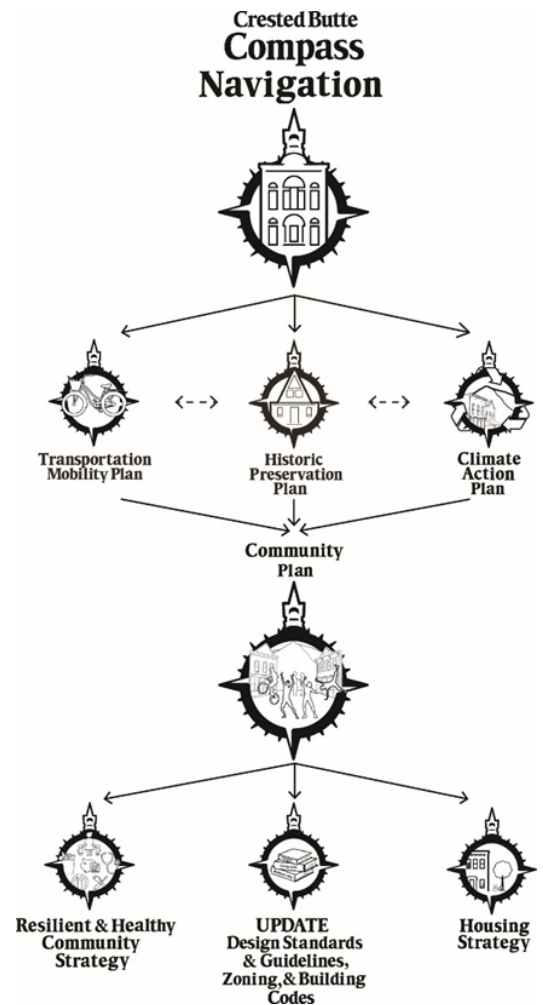 Crested Butte
Compass
Navigation
Transportation
Mobility Plan
Historic
Preservation
Plan
Climate
Action
Plan
Community
Plan
Resilient & Healthy
Community
Strategy
UPDATE
Design Standards
& Guidelines,
Zoning, & Building
Codes
Housing
Strategy